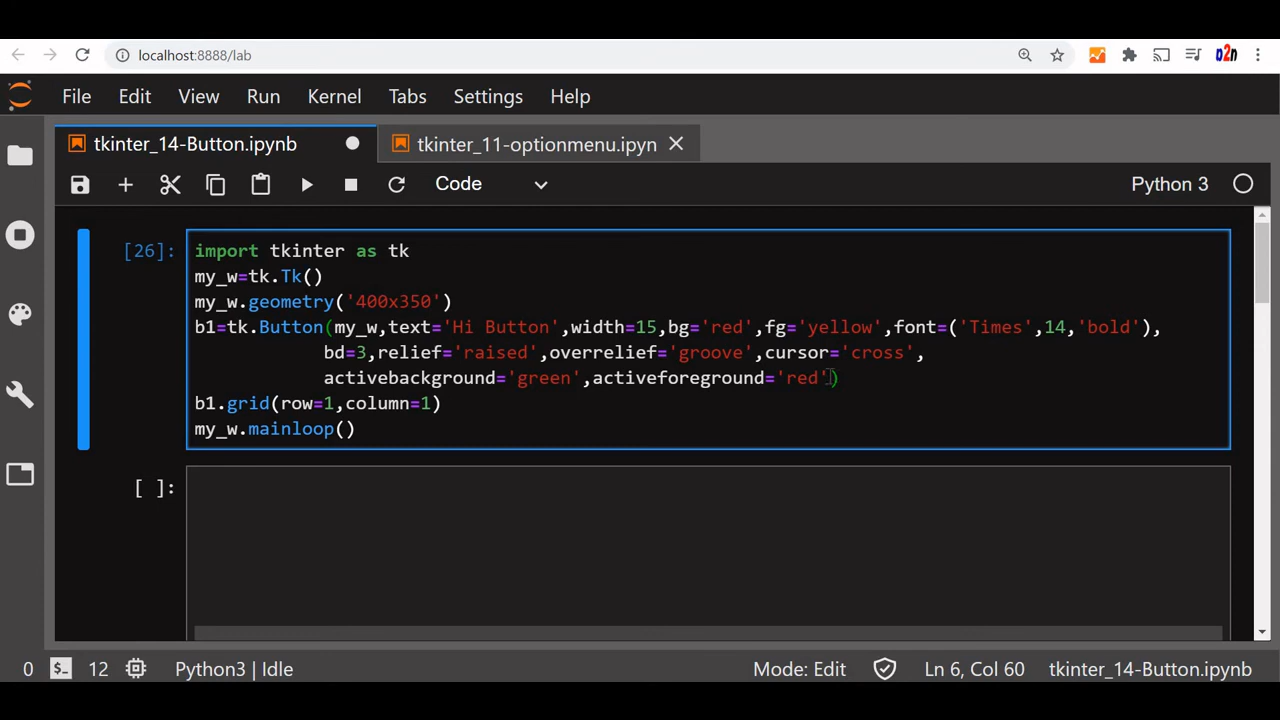 localhost:8888/lab
o2n
File Edit View Run Kernel Tabs Settings Help
tkinter_14-Button.ipynb tkinter_11-optionmenu.ipyn
Code Python 3
[26]:
import tkinter as tk
my_w=tk.Tk()
my_w.geometry('400x350')
b1=tk.Button(my_w,text='Hi Button',width=15,bg='red',fg='yellow',font=('Times',14,'bold'),
bd=3,relief='raised',overrelief='groove',cursor='cross',
activebackground='green',activeforeground='red')
b1.grid(row=1,column=1)
my_w.mainloop()
[ ]:
0 $_ 12 Python3 | Idle Mode: Edit Ln 6, Col 60 tkinter_14-Button.ipynb